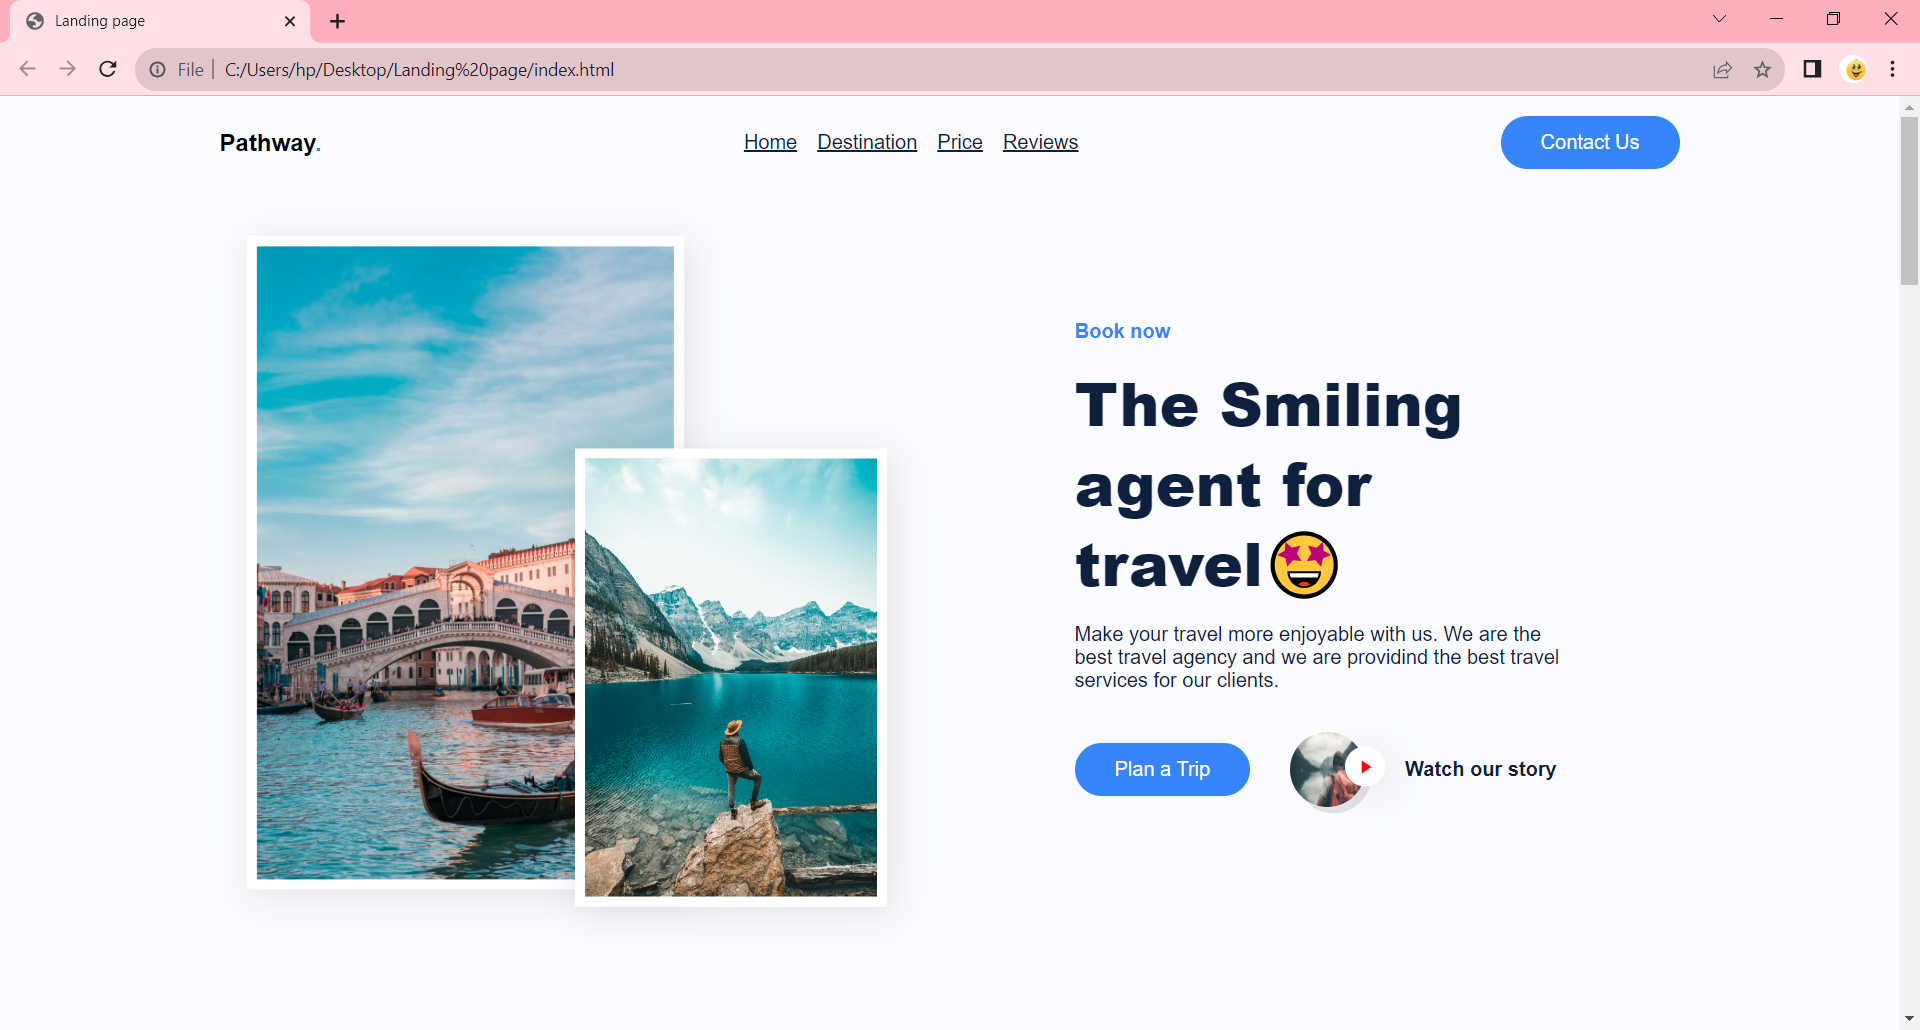 Landing page
File | C:/Users/hp/Desktop/Landing%20page/index.html
Pathway.
Home Destination Price Reviews
Contact Us
Book now
The Smiling
agent for
travel🤩
Make your travel more enjoyable with us. We are the
best travel agency and we are providind the best travel
services for our clients.
Plan a Trip
Watch our story